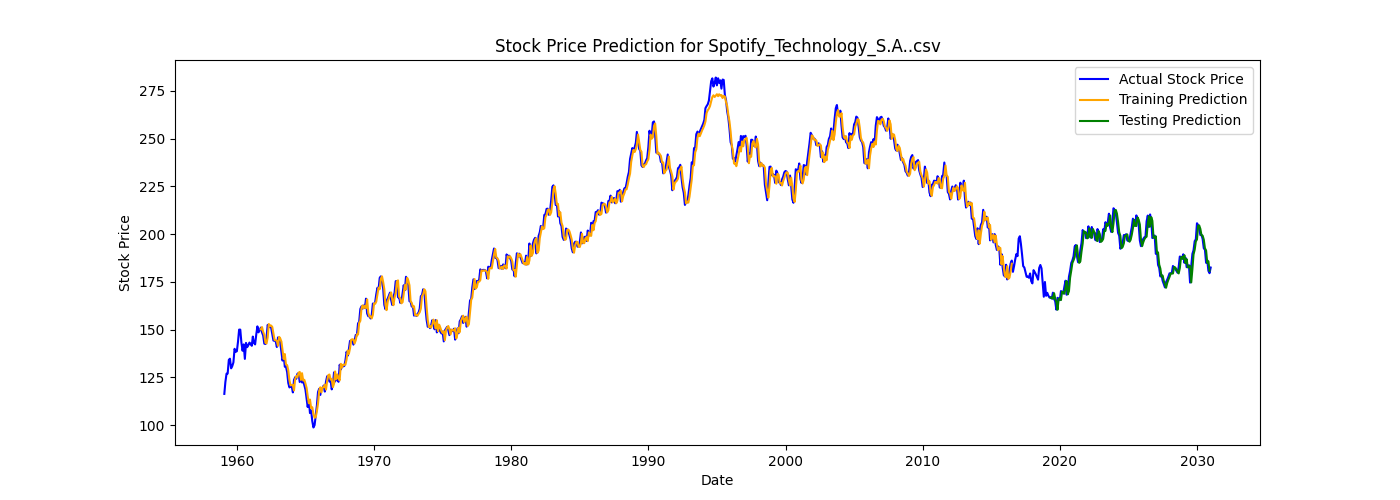 Stock Price Prediction for Spotify_Technology_S.A..csv
Actual Stock Price
Training Prediction
Testing Prediction
Stock Price
275
250
225
200
175
150
125
100
1960 1970 1980 1990 2000 2010 2020 2030
Date